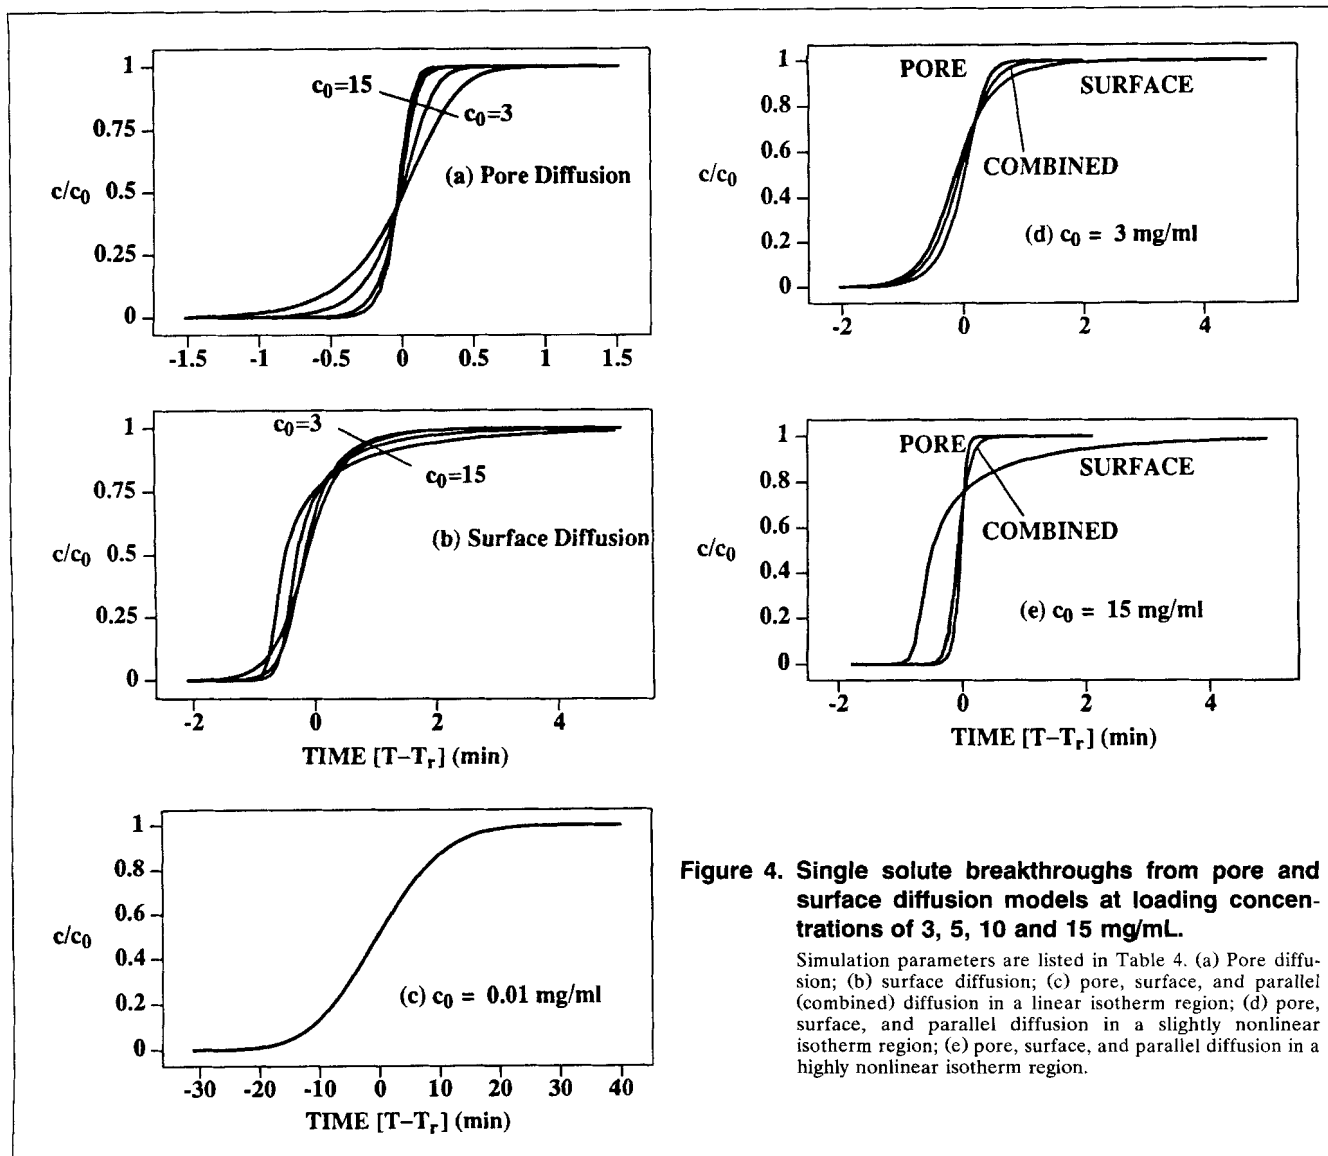 1
0.75
c/c0 0.5
0.25
0
c0=15
c0=3
(a) Pore Diffusion
-1.5 -1 -0.5 0 0.5 1 1.5
1
0.75
c/c0 0.5
0.25
0
c0=3
c0=15
(b) Surface Diffusion
-2 0 2 4
TIME [T–Tr] (min)
1
0.8
0.6
c/c0
0.4
0.2
0
(c) c0 = 0.01 mg/ml
-30 -20 -10 0 10 20 30 40
TIME [T–Tr] (min)
1
0.8
0.6
c/c0
0.4
0.2
0
PORE
SURFACE
COMBINED
(d) c0 = 3 mg/ml
-2 0 2 4
1
0.8
0.6
c/c0
0.4
0.2
0
PORE
SURFACE
COMBINED
(e) c0 = 15 mg/ml
-2 0 2 4
TIME [T–Tr] (min)
Figure 4. Single solute breakthroughs from pore and
surface diffusion models at loading concen-
trations of 3, 5, 10 and 15 mg/mL.
Simulation parameters are listed in Table 4. (a) Pore diffu-
sion; (b) surface diffusion; (c) pore, surface, and parallel
(combined) diffusion in a linear isotherm region; (d) pore,
surface, and parallel diffusion in a slightly nonlinear
isotherm region; (e) pore, surface, and parallel diffusion in a
highly nonlinear isotherm region.